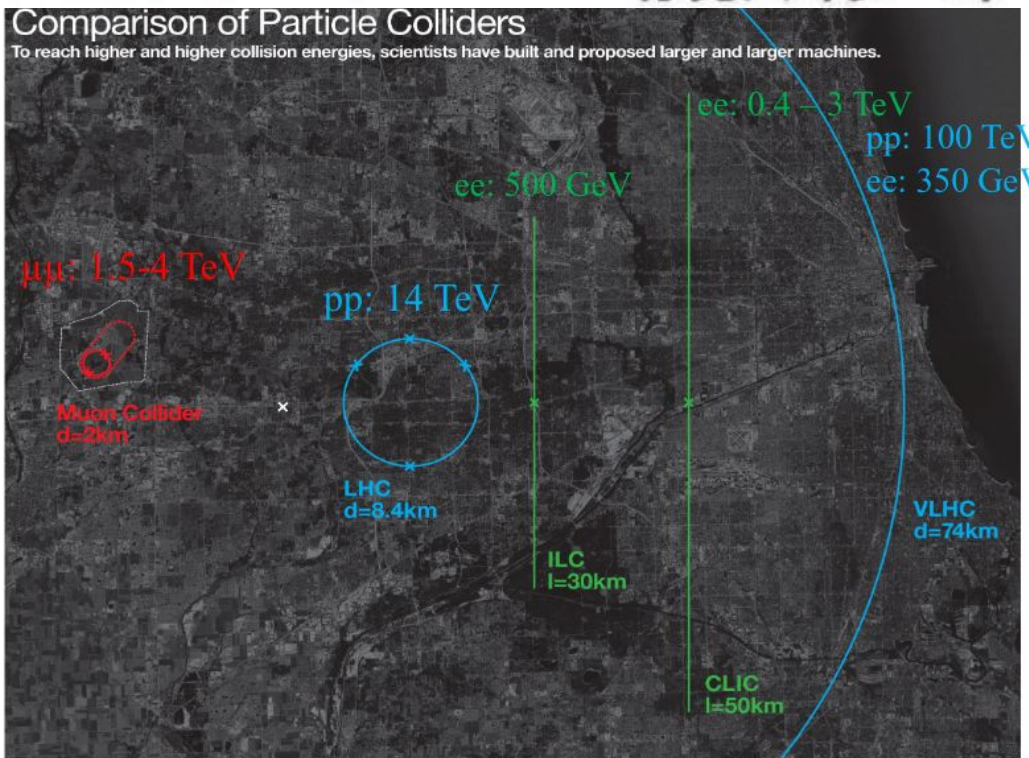 Comparison of Particle Colliders
To reach higher and higher collision energies, scientists have built and proposed larger and larger machines.
ee: 0.4 – 3 TeV
pp: 100 TeV
ee: 350 GeV
ee: 500 GeV
μμ: 1.5-4 TeV
pp: 14 TeV
Muon Collider
d=2km
LHC
d=8.4km
VLHC
d=74km
ILC
l=30km
CLIC
l=50km